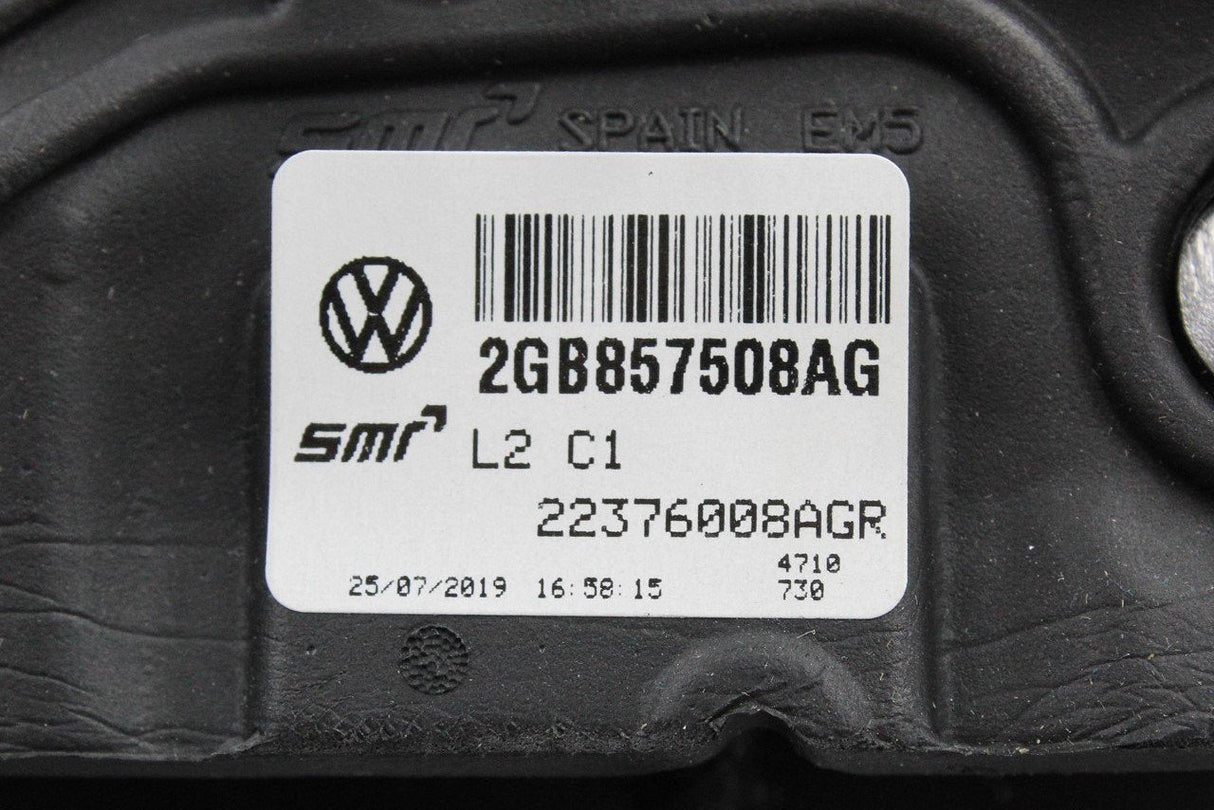 smr SPAIN EM5
2GB857508AG
smr L2 C1
22376008AGR
4710
25/07/2019 16:58:15 730